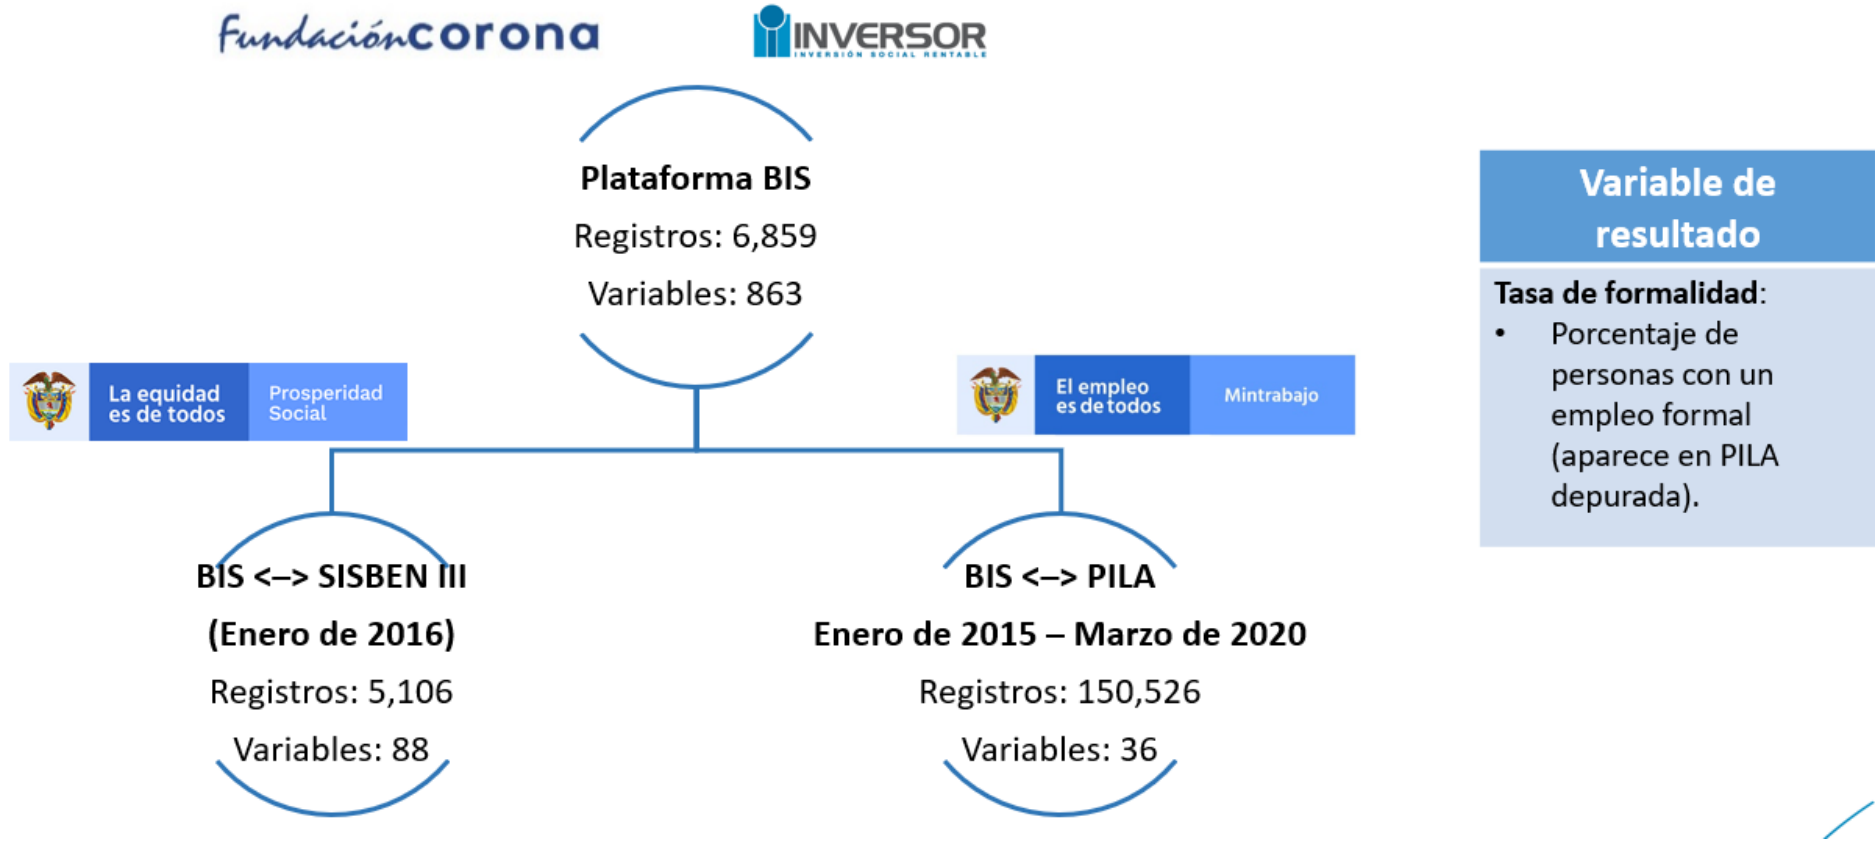 Fundacióncorona
INVERSOR
INVERSIÓN SOCIAL RENTABLE
Plataforma BIS
Registros: 6,859
Variables: 863
La equidad
es de todos
Prosperidad
Social
El empleo
es de todos
Mintrabajo
BIS <–> SISBEN III
(Enero de 2016)
Registros: 5,106
Variables: 88
BIS <–> PILA
Enero de 2015 – Marzo de 2020
Registros: 150,526
Variables: 36
Variable de
resultado
Tasa de formalidad:
• Porcentaje de
personas con un
empleo formal
(aparece en PILA
depurada).